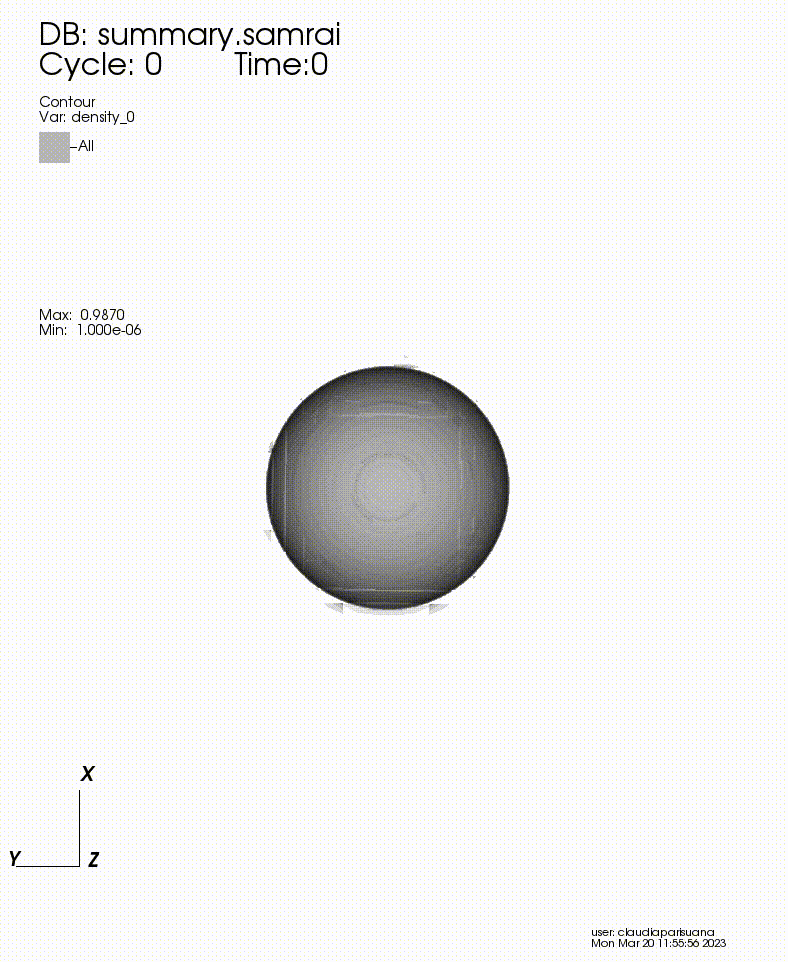 DB: summary.samrai
Cycle: 0 Time:0
Contour
Var: density_0
All
Max: 0.9870
Min: 1.000e-06
X
Y Z
user: claudiaparisuana
Mon Mar 20 11:55:56 2023